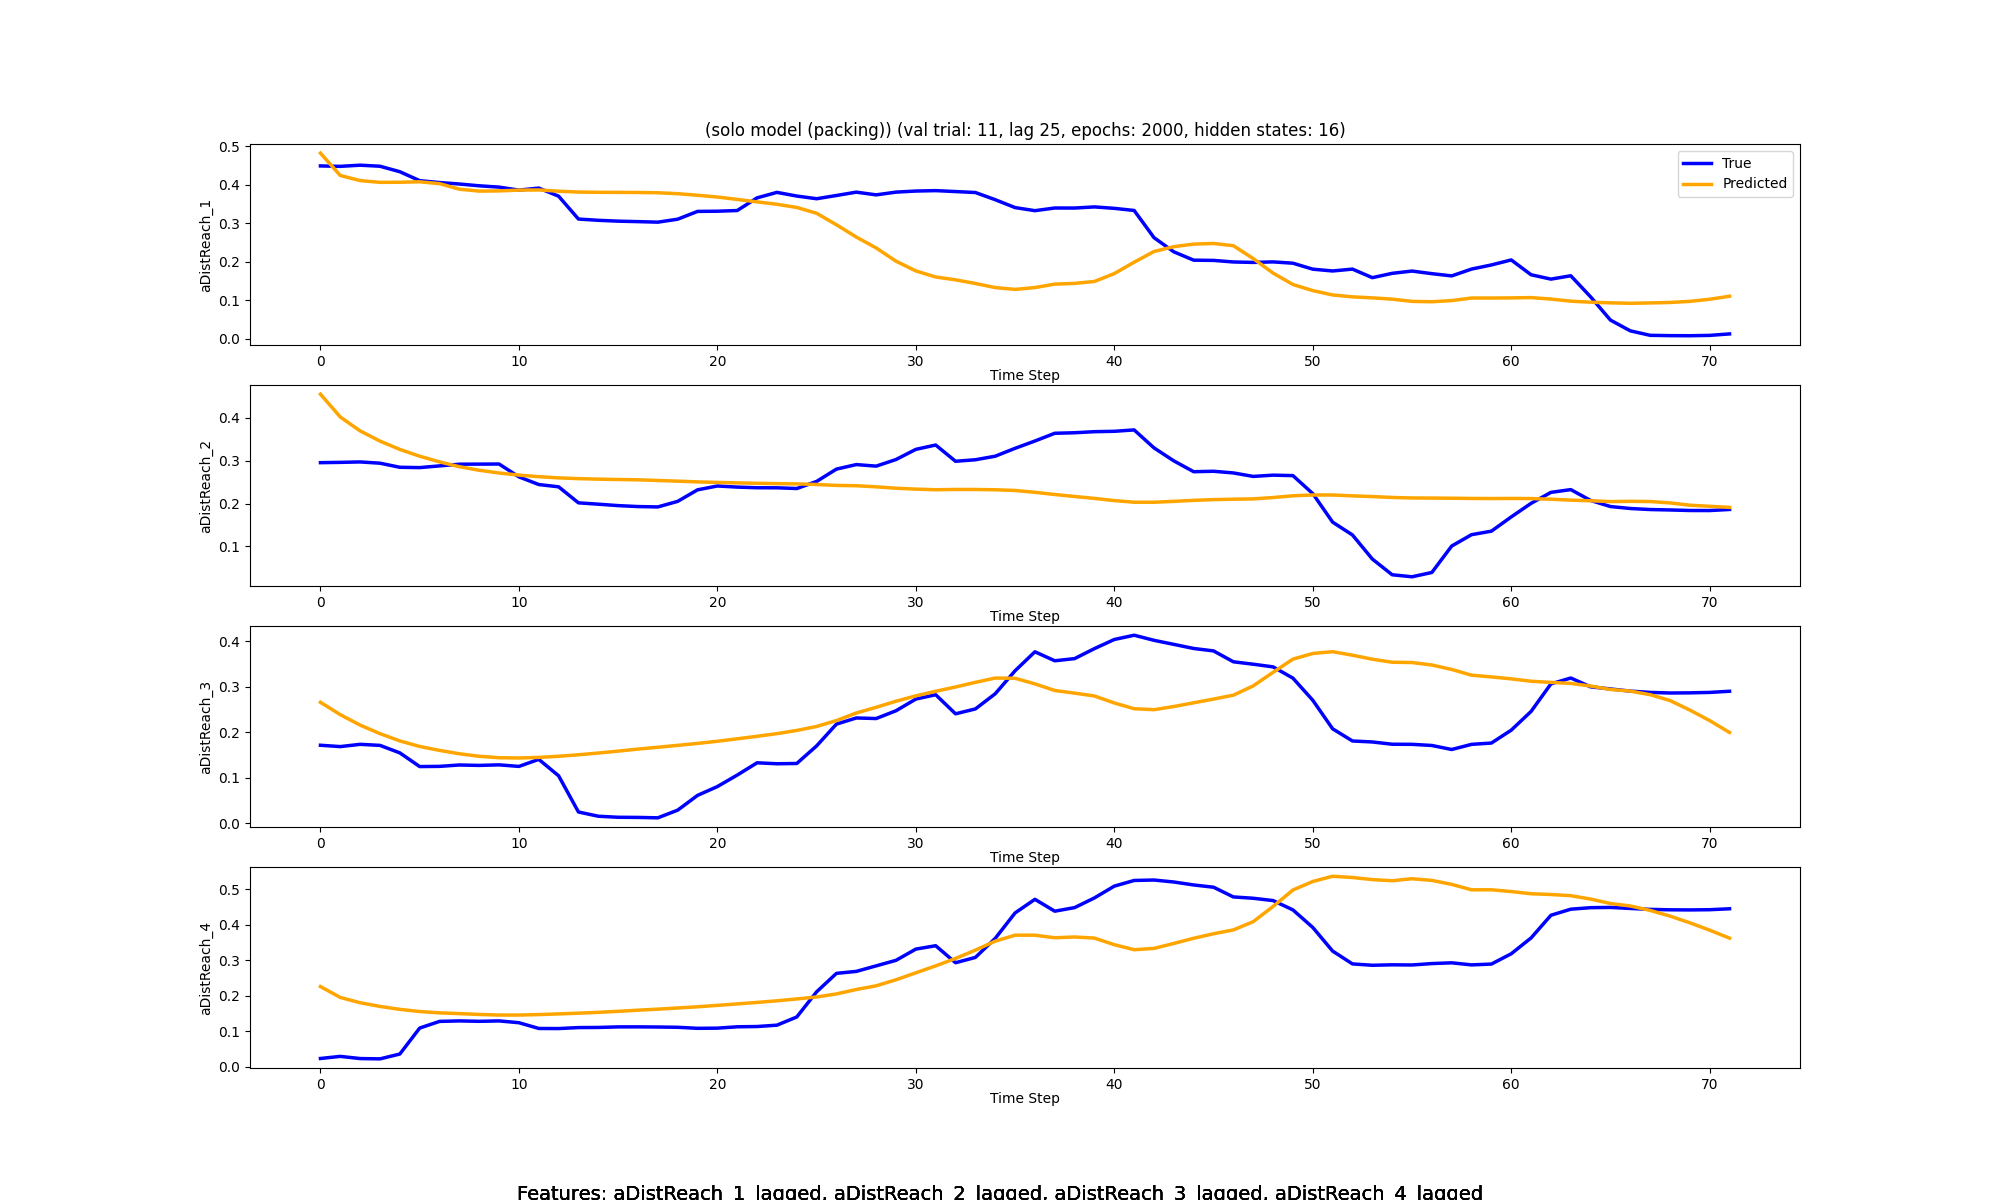 (solo model (packing)) (val trial: 11, lag 25, epochs: 2000, hidden states: 16)
0.5
0.4
0.3
0.2
0.1
0.0
aDistReach_1
True
Predicted
0 10 20 30 40 50 60 70
Time Step
0.4
0.3
0.2
0.1
aDistReach_2
0 10 20 30 40 50 60 70
Time Step
0.4
0.3
0.2
0.1
0.0
aDistReach_3
0 10 20 30 40 50 60 70
Time Step
0.5
0.4
0.3
0.2
0.1
0.0
aDistReach_4
0 10 20 30 40 50 60 70
Time Step
Features: aDistReach_1_lagged, aDistReach_2_lagged, aDistReach_3_lagged, aDistReach_4_lagged